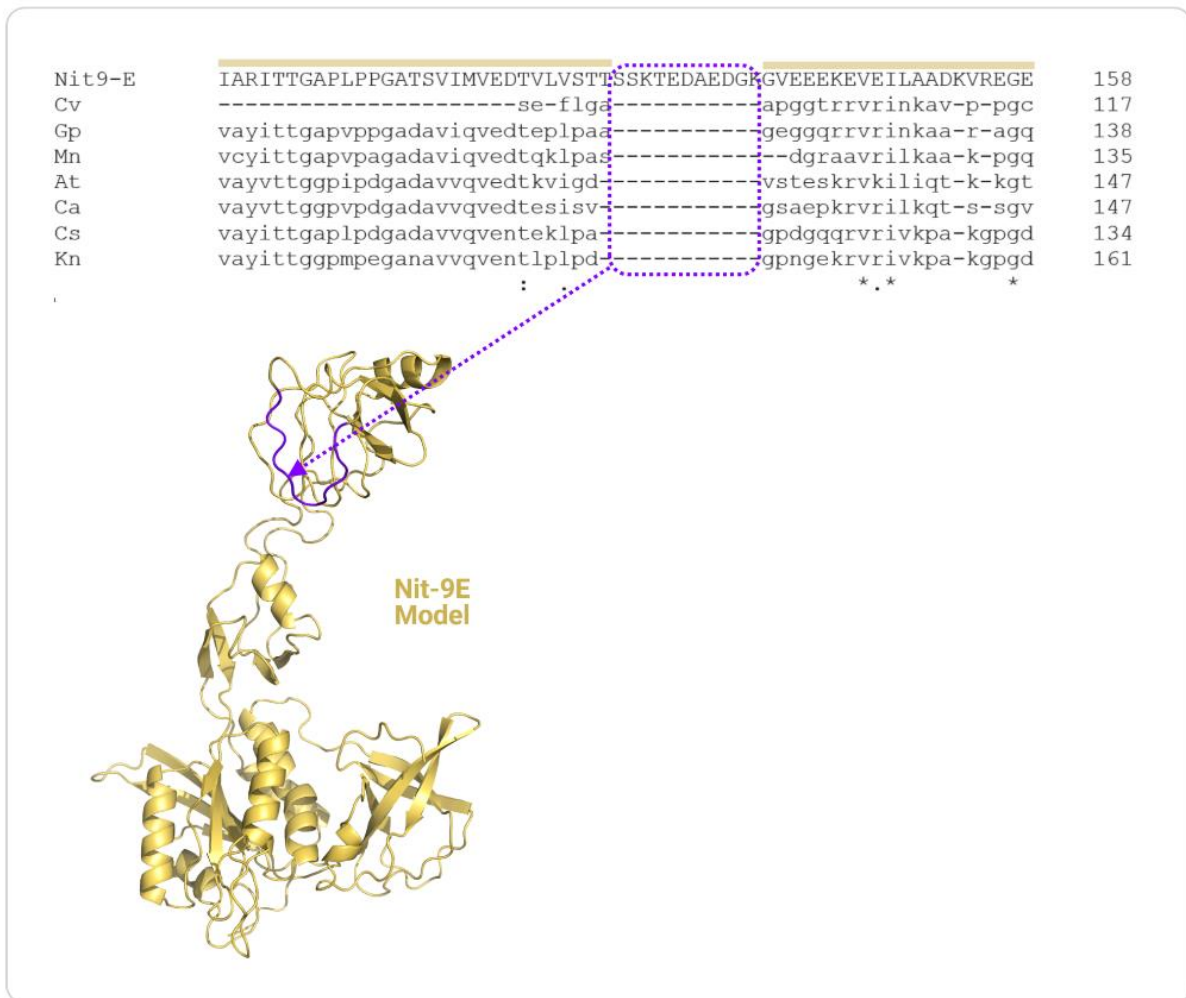 Nit9-E IARITTGAPLPPGATSVIMVEDTVLVSTTSSKTEDAEDGKGVEEEKEVEILAADKVREGE 158
Cv -----------------------se-flga-----------apggtrrvrinkav-p-pgc 117
Gp vayittgapvppgadaviqvedteplpaa-----------geggqrrvrinkaa-r-agq 138
Mn vcyittgapvpagadaviqvedtqklpas-------------dgraavrilkaa-k-pgq 135
At vayvttggpipdgadavvqvedtkvigd------------vsteskrvkiliqt-k-kgt 147
Ca vayvttggpvpdgadavvqvedtesisv------------gsaepkrvrilkqt-s-sgv 147
Cs vayittgaplpdgadavvqventeklpa------------gpdgqqrvrivkpa-kgpgd 134
Kn vayittggpmpeganavvqventlplpd------------gpngekrvrivkpa-kgpgd 161
: . *.* *
Nit-9E
Model